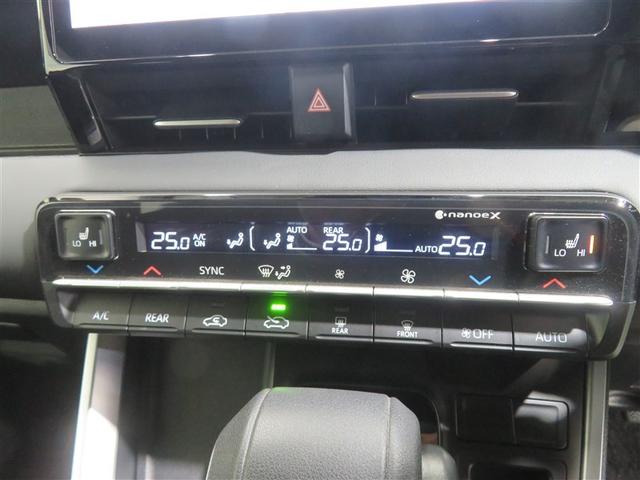 nanoeX
LO HI
25.0 A/C ON AUTO REAR 25.0 AUTO 25.0
LO HI
SYNC
A/C REAR REAR FRONT OFF AUTO